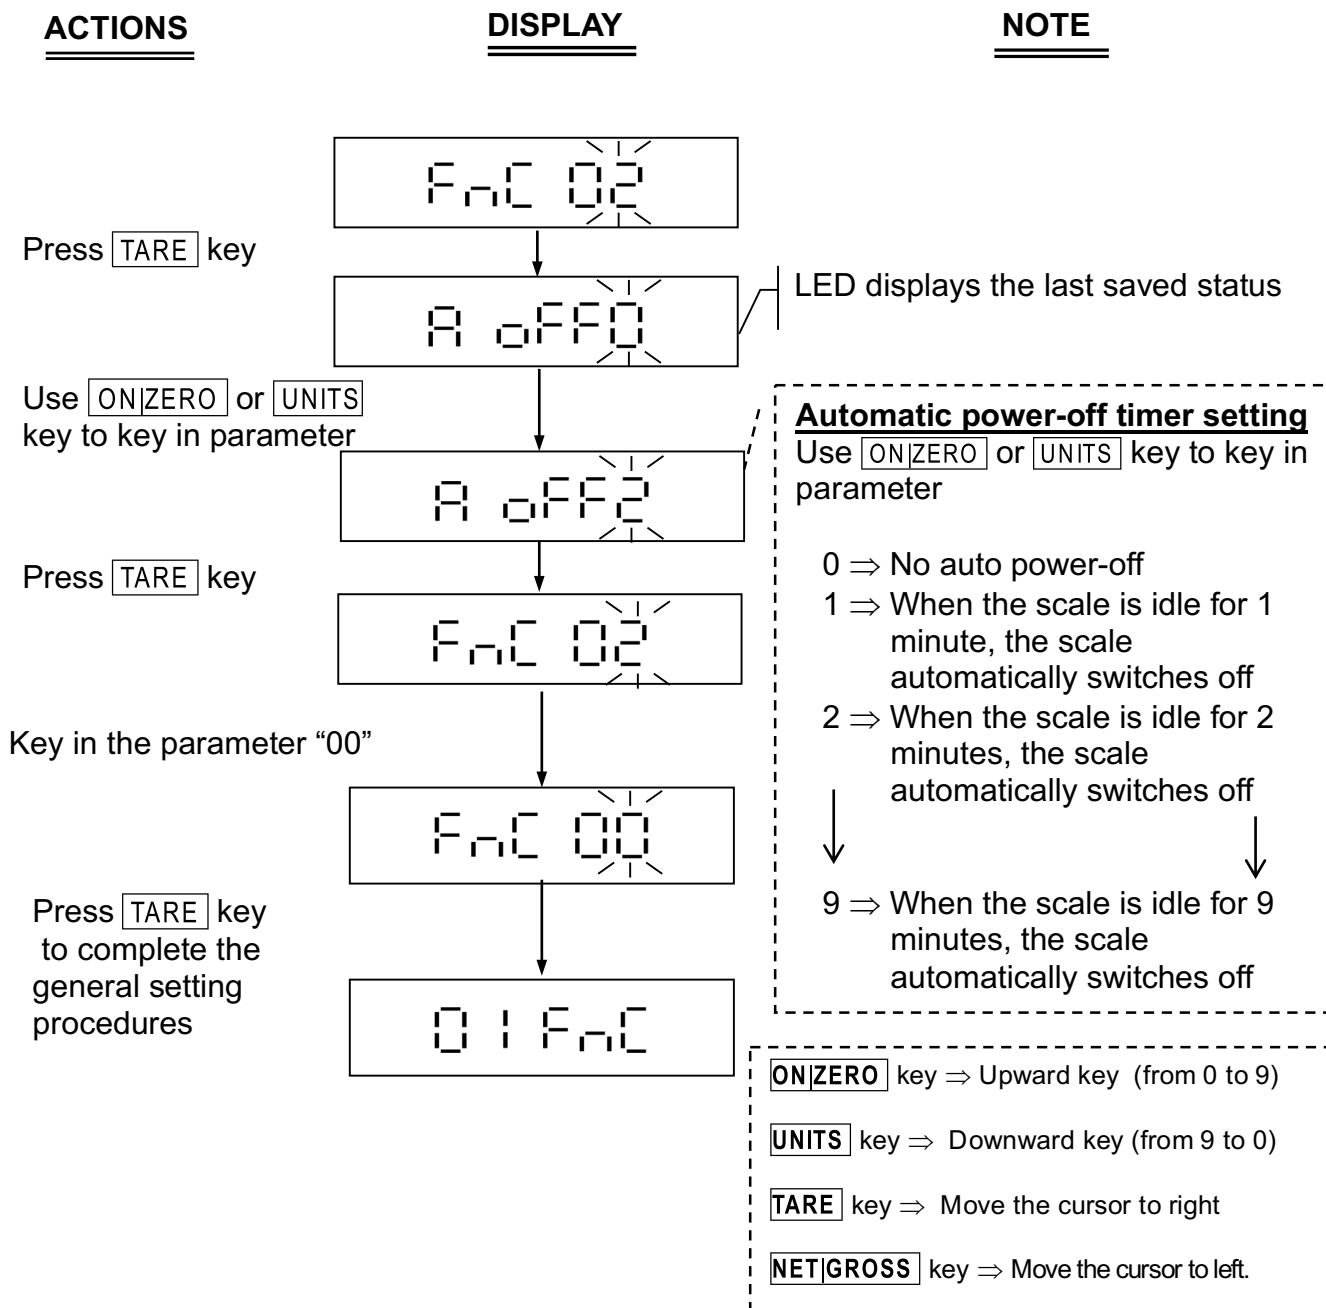 ACTIONS DISPLAY NOTE
FnC 02
Press TARE key
A oFF0
LED displays the last saved status
Use ON|ZERO or UNITS
key to key in parameter
A oFF2
Press TARE key
FnC 02
Key in the parameter “00”
FnC 00
Press TARE key
to complete the
general setting
procedures
01 FnC
Automatic power-off timer setting
Use ON|ZERO or UNITS key to key in
parameter
0 ⇒ No auto power-off
1 ⇒ When the scale is idle for 1
minute, the scale
automatically switches off
2 ⇒ When the scale is idle for 2
minutes, the scale
automatically switches off
9 ⇒ When the scale is idle for 9
minutes, the scale
automatically switches off
ON|ZERO key ⇒ Upward key (from 0 to 9)
UNITS key ⇒ Downward key (from 9 to 0)
TARE key ⇒ Move the cursor to right
NET|GROSS key ⇒ Move the cursor to left.